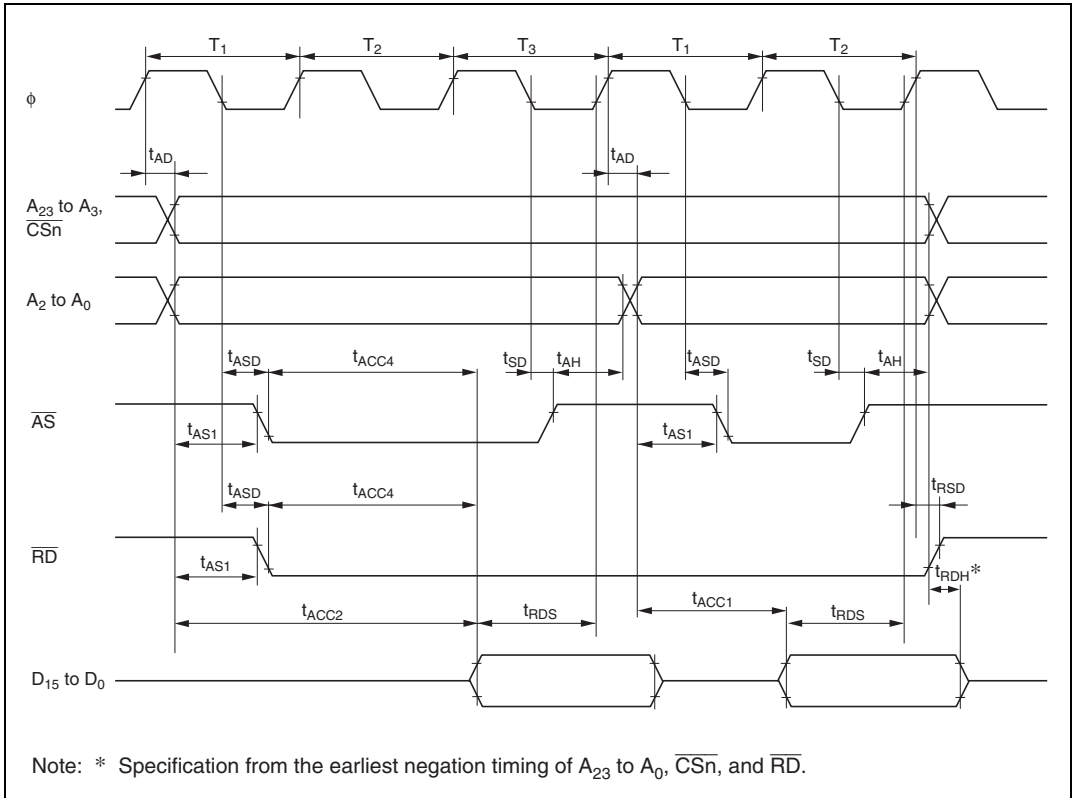 T1 T2 T3 T1 T2
φ
tAD tAD
A23 to A3,
CSn
A2 to A0
tASD tACC4 tSD tAH tASD tSD tAH
AS
tAS1 tAS1
tASD tACC4 tRSD
RD
tAS1 tRDH*
tACC2 tRDS tACC1 tRDS
D15 to D0
Note: * Specification from the earliest negation timing of A23 to A0, CSn, and RD.